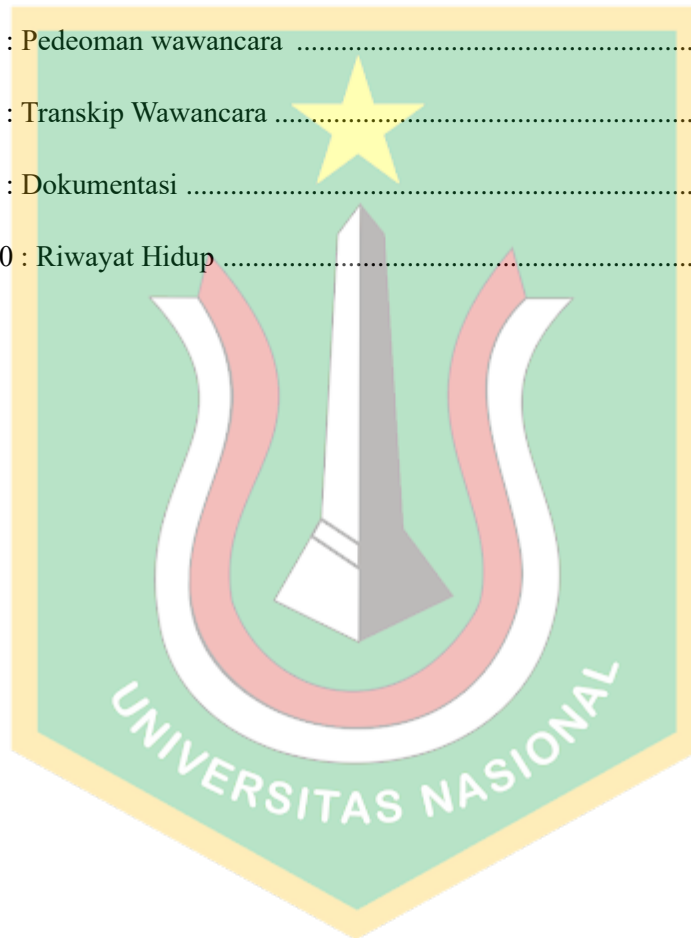 : Pedeoman wawancara ....................................................
: Transkip Wawancara .......................................................
: Dokumentasi ...................................................................
0 : Riwayat Hidup ..............................................................
UNIVERSITAS NASIONAL